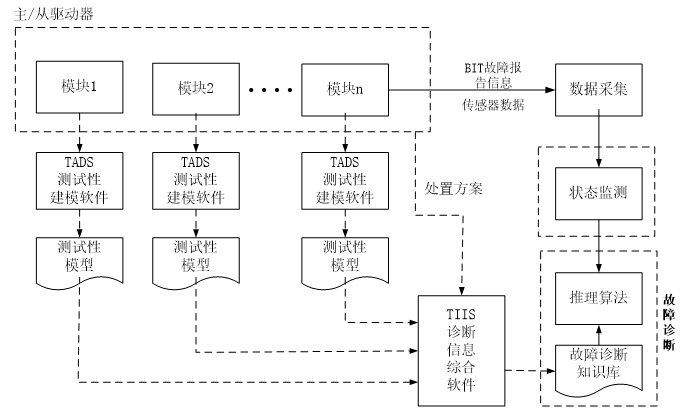 主/从驱动器
模块1
模块2
模块n
BIT故障报
告信息
传感器数据
数据采集
TADS
测试性
建模软件
TADS
测试性
建模软件
TADS
测试性
建模软件
处置方案
状态监测
测试性
模型
测试性
模型
测试性
模型
推理算法
故障诊断
TIIS
诊断
信息
综合
软件
故障诊断
知识库